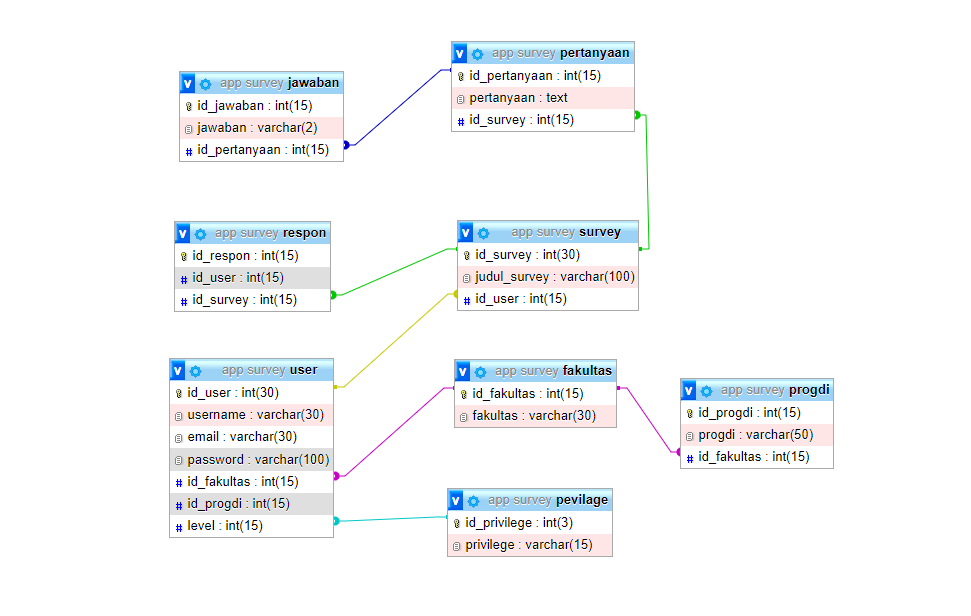 v app survey pertanyaan
id_pertanyaan : int(15)
pertanyaan : text
# id_survey : int(15)
v app survey jawaban
id_jawaban : int(15)
jawaban : varchar(2)
# id_pertanyaan : int(15)
v app survey respon
id_respon : int(15)
# id_user : int(15)
# id_survey : int(15)
v app survey survey
id_survey : int(30)
judul_survey : varchar(100)
# id_user : int(15)
v app survey user
id_user : int(30)
username : varchar(30)
email : varchar(30)
password : varchar(100)
# id_fakultas : int(15)
# id_progdi : int(15)
# level : int(15)
v app survey fakultas
id_fakultas : int(15)
fakultas : varchar(30)
v app survey progdi
id_progdi : int(15)
progdi : varchar(50)
# id_fakultas : int(15)
v app survey pevilage
id_privilege : int(3)
privilege : varchar(15)